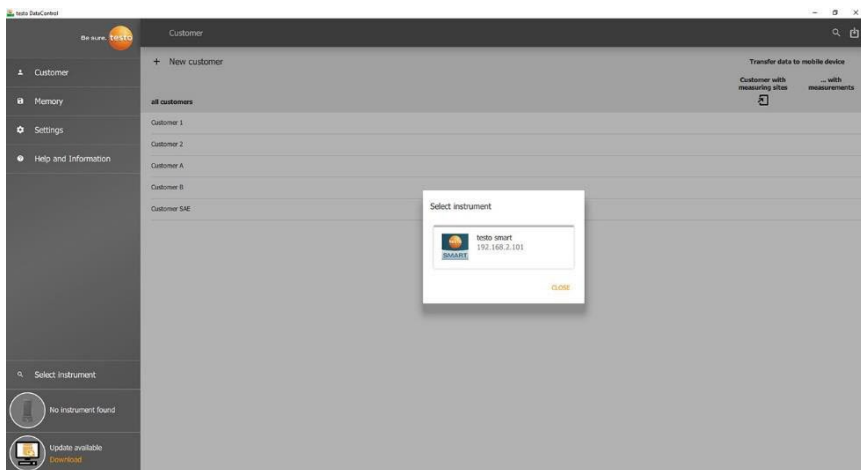 testo DataControl
Be sure. testo
Customer
Customer
Memory
Settings
Help and Information
+ New customer
Transfer data to mobile device
Customer with
measuring sites
... with
measurements
all customers
Customer 1
Customer 2
Customer A
Customer B
Customer SAE
Select instrument
testo
SMART
testo smart
192.168.2.101
CLOSE
Select instrument
No instrument found
Update available
Download